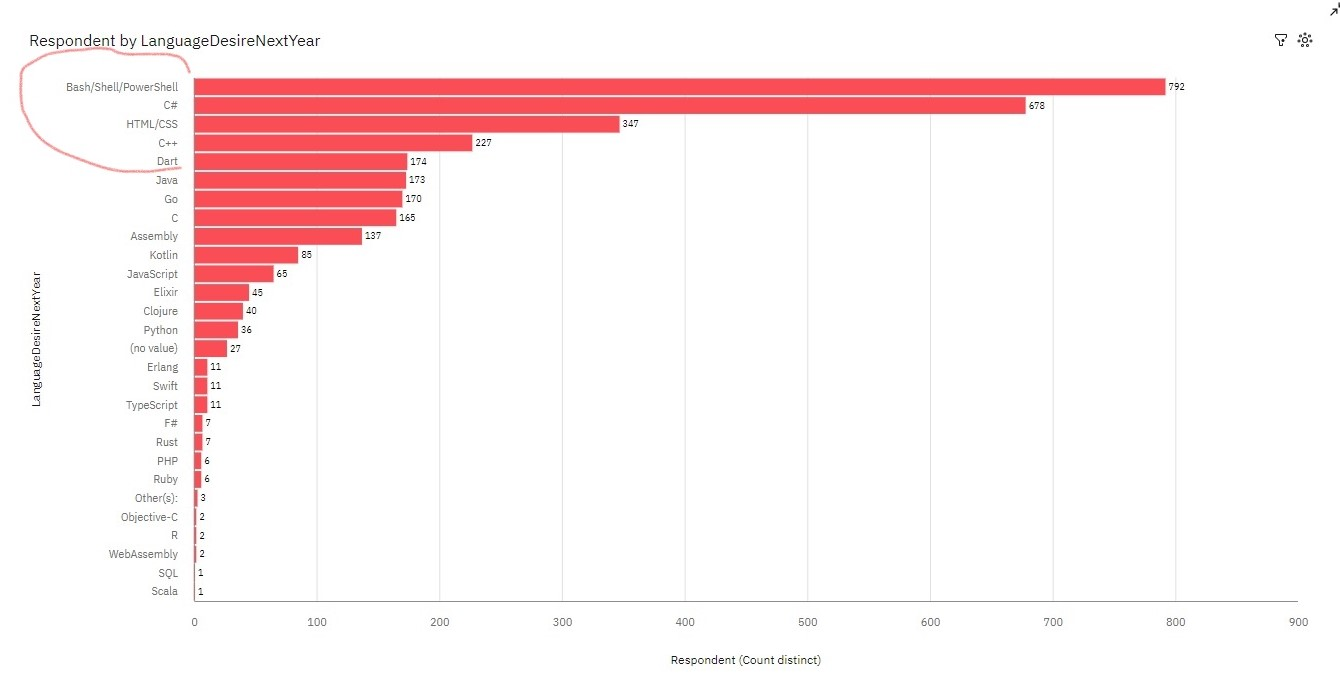 Respondent by LanguageDesireNextYear
Bash/Shell/PowerShell 792
C# 678
HTML/CSS 347
C++ 227
Dart 174
Java 173
Go 170
C 165
Assembly 137
Kotlin 85
JavaScript 65
Elixir 45
Clojure 40
Python 36
(no value) 27
Erlang 11
Swift 11
TypeScript 11
F# 7
Rust 7
PHP 6
Ruby 6
Other(s): 3
Objective-C 2
R 2
WebAssembly 2
SQL 1
Scala 1
LanguageDesireNextYear
0 100 200 300 400 500 600 700 800 900
Respondent (Count distinct)